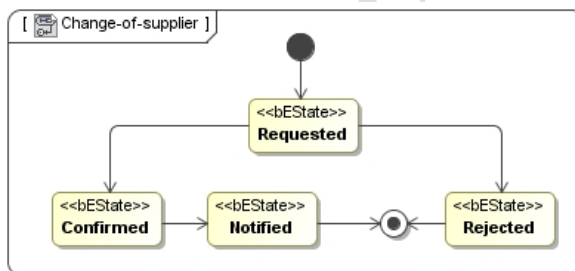 [ Change-of-supplier ]
<<bEState>>
Requested
<<bEState>>
Confirmed
<<bEState>>
Notified
<<bEState>>
Rejected